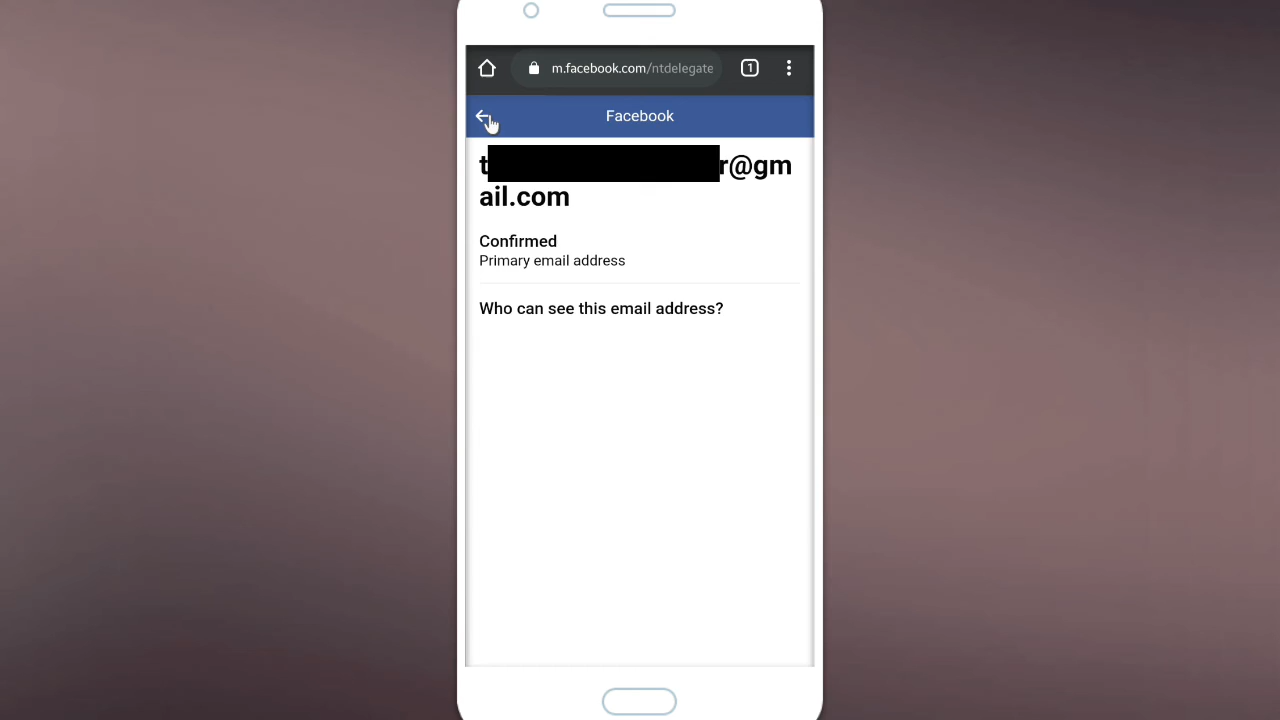 m.facebook.com/ntdelegate
1
Facebook
t r@gm
ail.com
Confirmed
Primary email address
Who can see this email address?